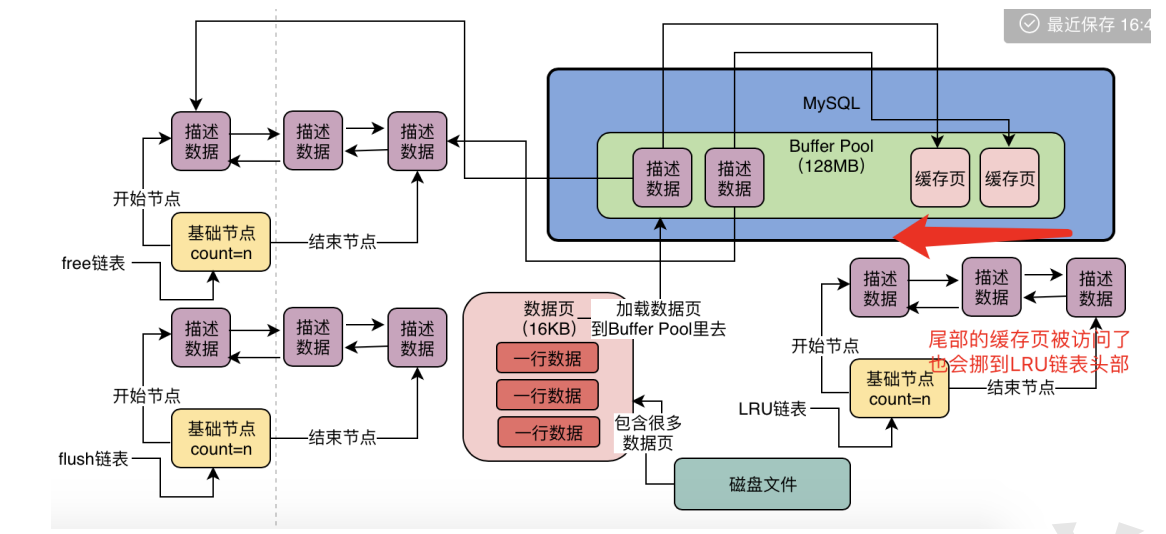 最近保存 16:4
MySQL
Buffer Pool
（128MB）
描述
数据
描述
数据
缓存页
缓存页
描述
数据
描述
数据
描述
数据
开始节点
基础节点
count=n
结束节点
free链表
描述
数据
描述
数据
描述
数据
开始节点
基础节点
count=n
结束节点
flush链表
数据页
（16KB）
一行数据
一行数据
一行数据
加载数据页
到Buffer Pool里去
包含很多
数据页
磁盘文件
描述
数据
描述
数据
描述
数据
尾部的缓存页被访问了
也会挪到LRU链表头部
开始节点
基础节点
count=n
结束节点
LRU链表